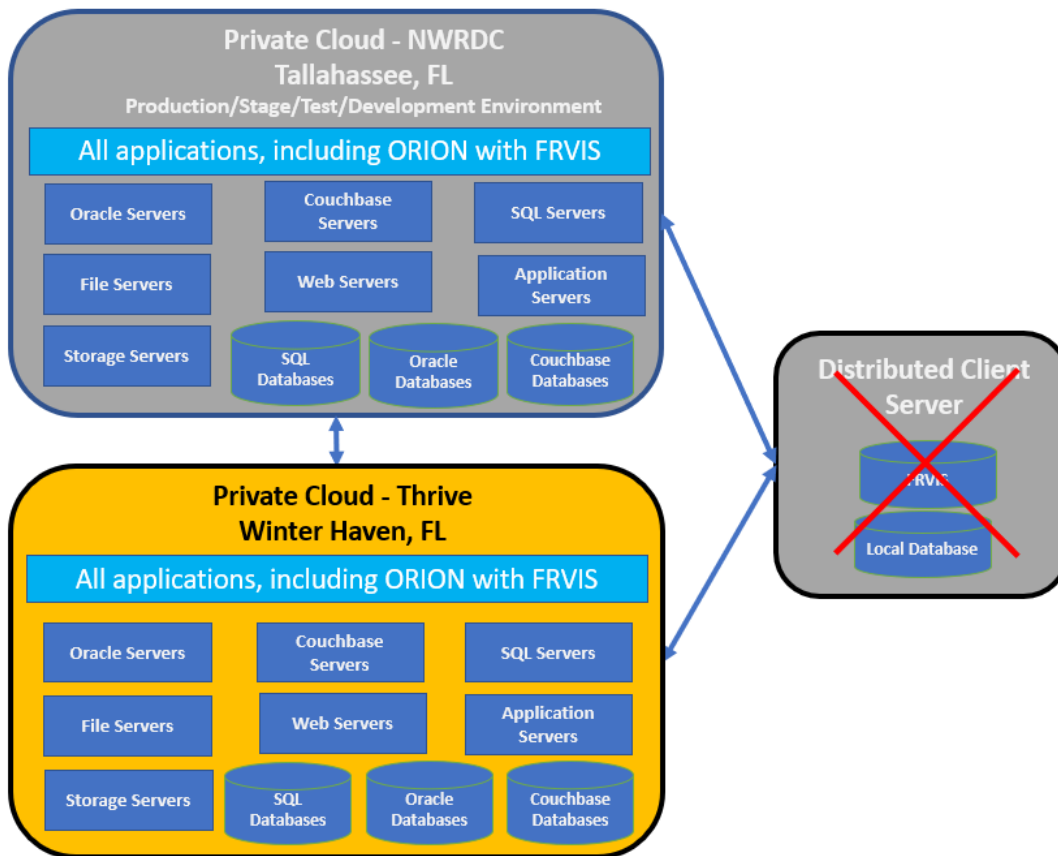 Private Cloud - NWRDC
Tallahassee, FL
Production/Stage/Test/Development Environment
All applications, including ORION with FRVIS
Oracle Servers
Couchbase
Servers
SQL Servers
File Servers
Web Servers
Application
Servers
Storage Servers
SQL
Databases
Oracle
Databases
Couchbase
Databases
Distributed Client
Server
FRVIS
Local Database
Private Cloud - Thrive
Winter Haven, FL
All applications, including ORION with FRVIS
Oracle Servers
Couchbase
Servers
SQL Servers
File Servers
Web Servers
Application
Servers
Storage Servers
SQL
Databases
Oracle
Databases
Couchbase
Databases